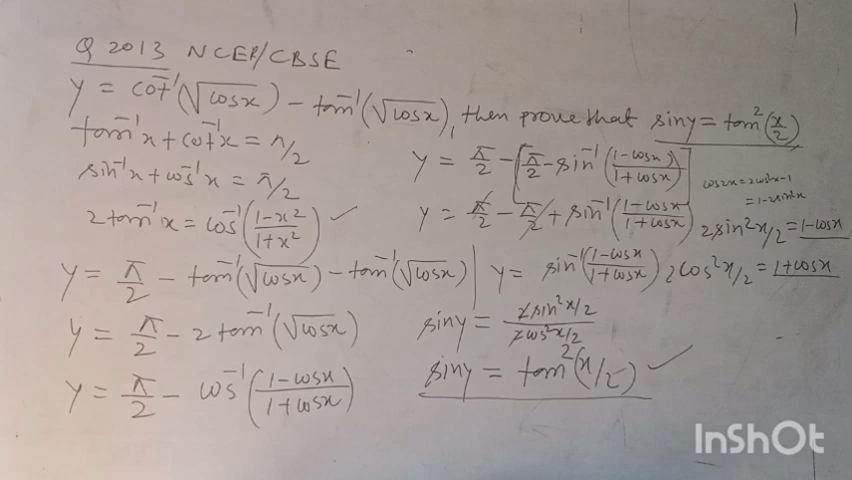 Q 2013 NCER/CBSE
y = cot⁻¹(√cosx) - tan⁻¹(√cosx), then prove that siny = tan²(x/2)
tan⁻¹x + cot⁻¹x = π/2
sin⁻¹x + cos⁻¹x = π/2
2tan⁻¹x = cos⁻¹((1-x²)/(1+x²)) ✓
y = π/2 - tan⁻¹(√cosx) - tan⁻¹(√cosx)
y = π/2 - 2tan⁻¹(√cosx)
y = π/2 - cos⁻¹((1-cosx)/(1+cosx))
y = π/2 - [π/2 - sin⁻¹((1-cosx)/(1+cosx))]
y = π/2 - π/2 + sin⁻¹((1-cosx)/(1+cosx))
y = sin⁻¹((1-cosx)/(1+cosx))
cos2x = 2cos²x-1
= 1-2sin²x
2sin²x/2 = 1-cosx
2cos²x/2 = 1+cosx
siny = (2sin²x/2)/(2cos²x/2)
siny = tan²(x/2) ✓
InShOt